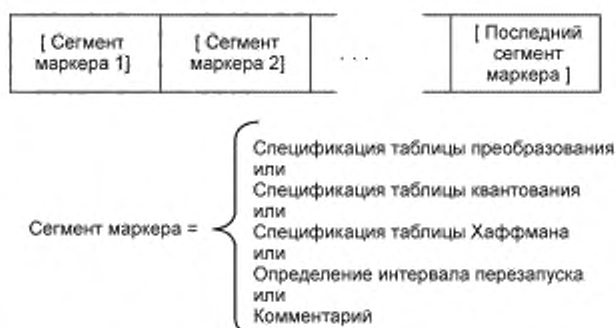 [ Сегмент
маркера 1]
[ Сегмент
маркера 2]
. . .
[ Последний
сегмент
маркера ]
Спецификация таблицы преобразования
или
Спецификация таблицы квантования
или
Сегмент маркера =
Спецификация таблицы Хаффмана
или
Определение интервала перезапуска
или
Комментарий